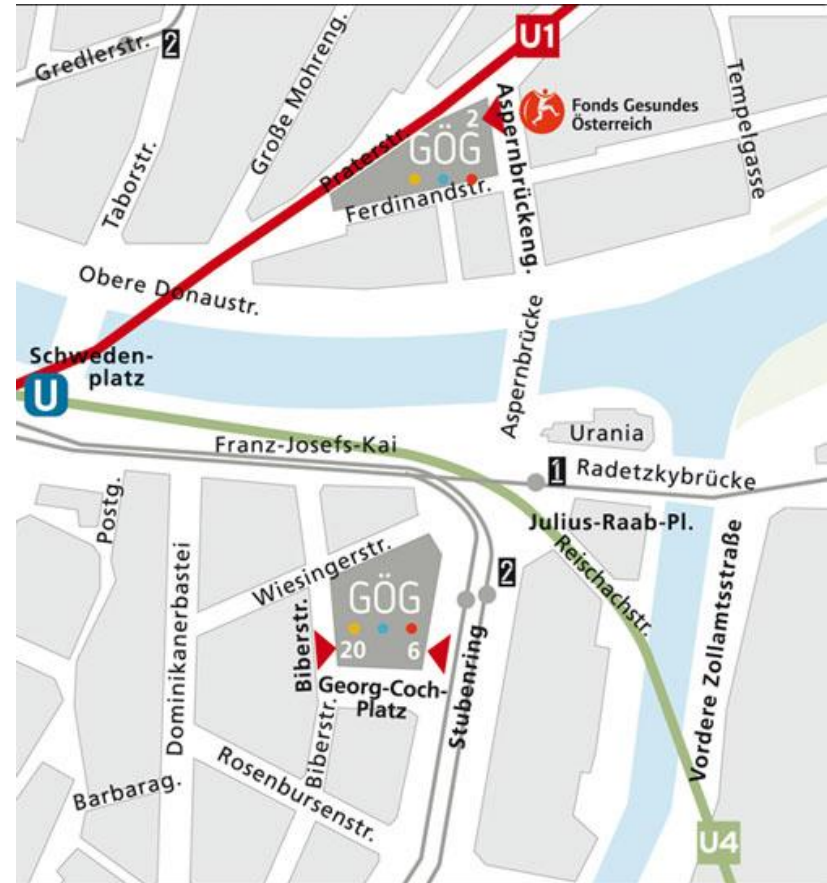 U1
Gredlerstr.
2
Große Mohreng.
Tempelgasse
Aspernbrückeng.
Fonds Gesundes
Österreich
2
GÖG
Praterstr.
Taborstr.
Ferdinandstr.
Obere Donaustr.
Aspernbrücke
Schweden-
platz
U
Urania
Franz-Josefs-Kai
1
Radetzkybrücke
Postg.
Julius-Raab-Pl.
Reischachstr.
Wiesingerstr.
2
GÖG
20
6
Biberstr.
Dominikanerbastei
Georg-Coch-
Platz
Stubenring
Vordere Zollamtsstraße
Biberstr.
Rosenbursenstr.
Barbarag.
U4